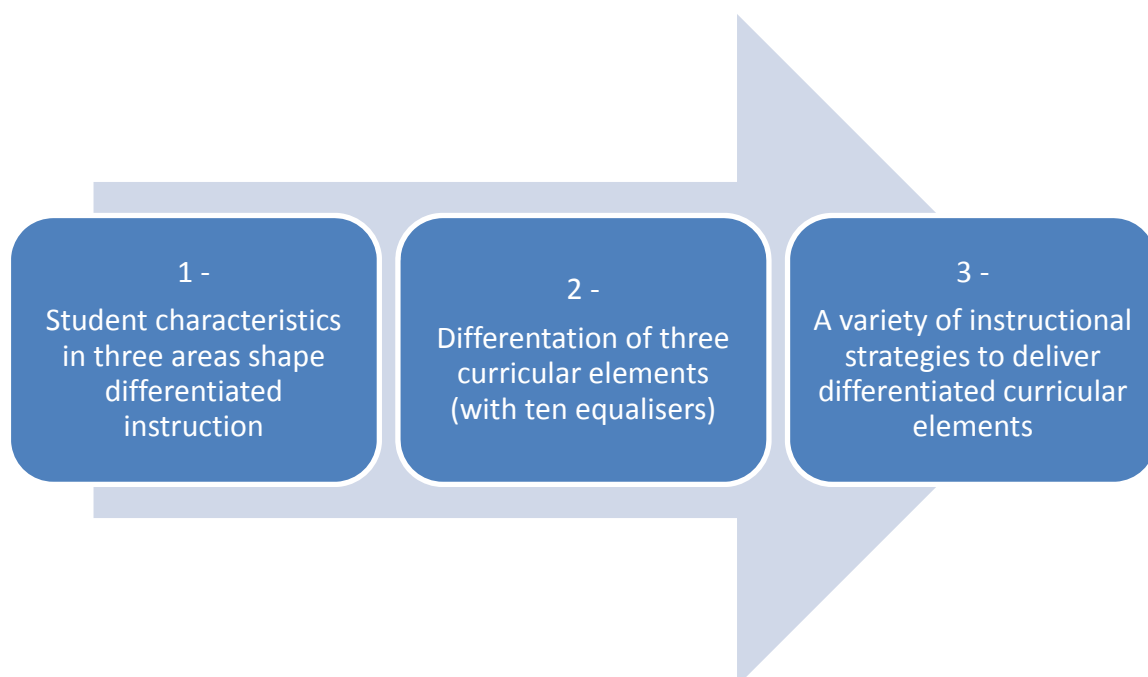 1 -
Student characteristics
in three areas shape
differentiated
instruction
2 -
Differentation of three
curricular elements
(with ten equalisers)
3 -
A variety of instructional
strategies to deliver
differentiated curricular
elements